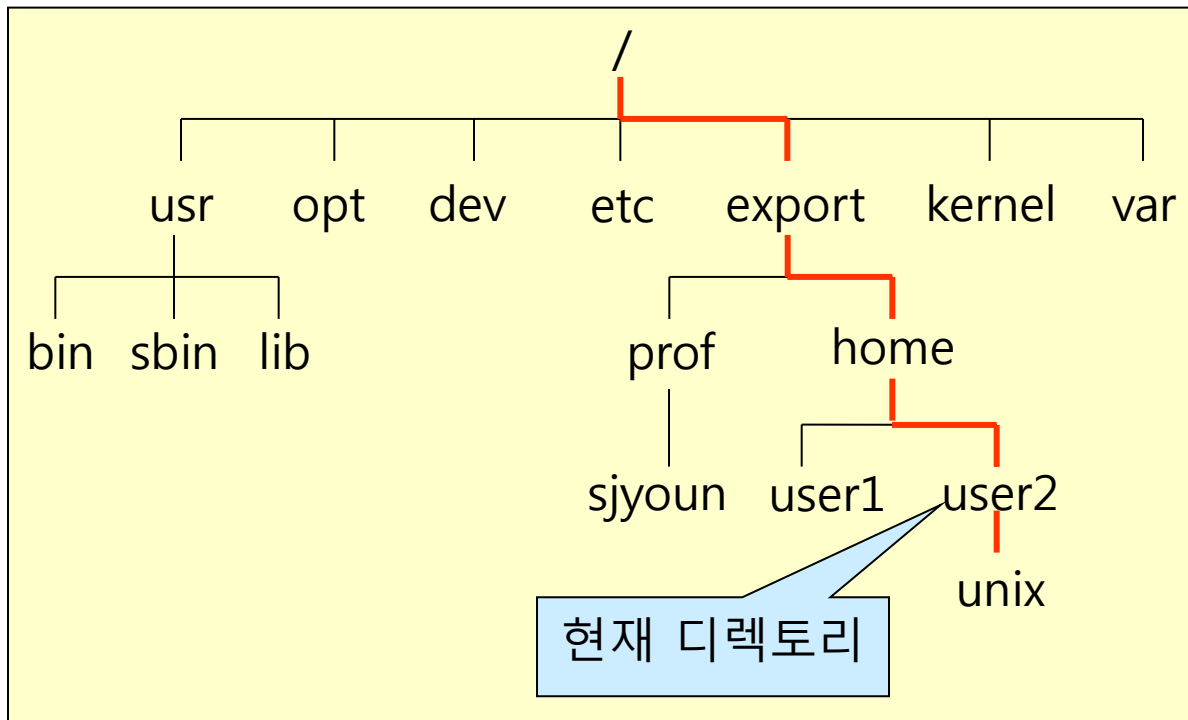 /
usr opt dev etc export kernel var
bin sbin lib prof home
sjyoun user1 user2
unix
현재 디렉토리